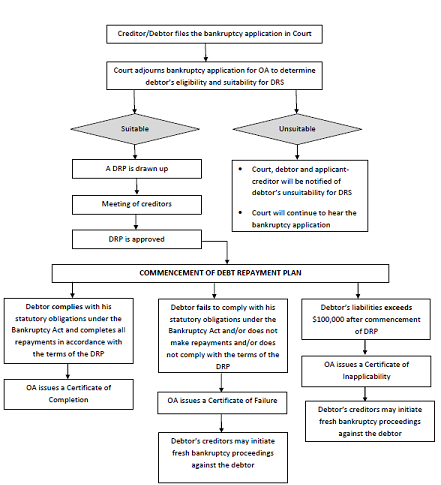 Creditor/Debtor files the bankruptcy application in Court
Court adjourns bankruptcy application for OA to determine
debtor's eligibility and suitability for DRS
Suitable
Unsuitable
A DRP is drawn up
Meeting of creditors
DRP is approved
• Court, debtor and applicant-
creditor will be notified of
debtor's unsuitability for DRS
• Court will continue to hear the
bankruptcy application
COMMENCEMENT OF DEBT REPAYMENT PLAN
Debtor complies with his
statutory obligations under the
Bankruptcy Act and completes all
repayments in accordance with
the terms of the DRP
OA issues a Certificate of
Completion
Debtor fails to comply with his
statutory obligations under the
Bankruptcy Act and/or does not
make repayments and/or does
not comply with the terms of the
DRP
OA issues a Certificate of Failure
Debtor's creditors may initiate
fresh bankruptcy proceedings
against the debtor
Debtor's liabilities exceeds
$100,000 after commencement
of DRP
OA issues a Certificate of
Inapplicability
Debtor's creditors may initiate
fresh bankruptcy proceedings
against the debtor